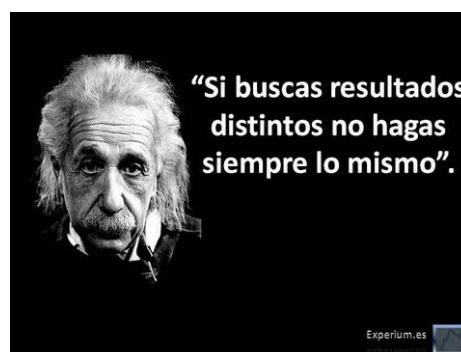 “Si buscas resultados
distintos no hagas
siempre lo mismo”.
Experium.es